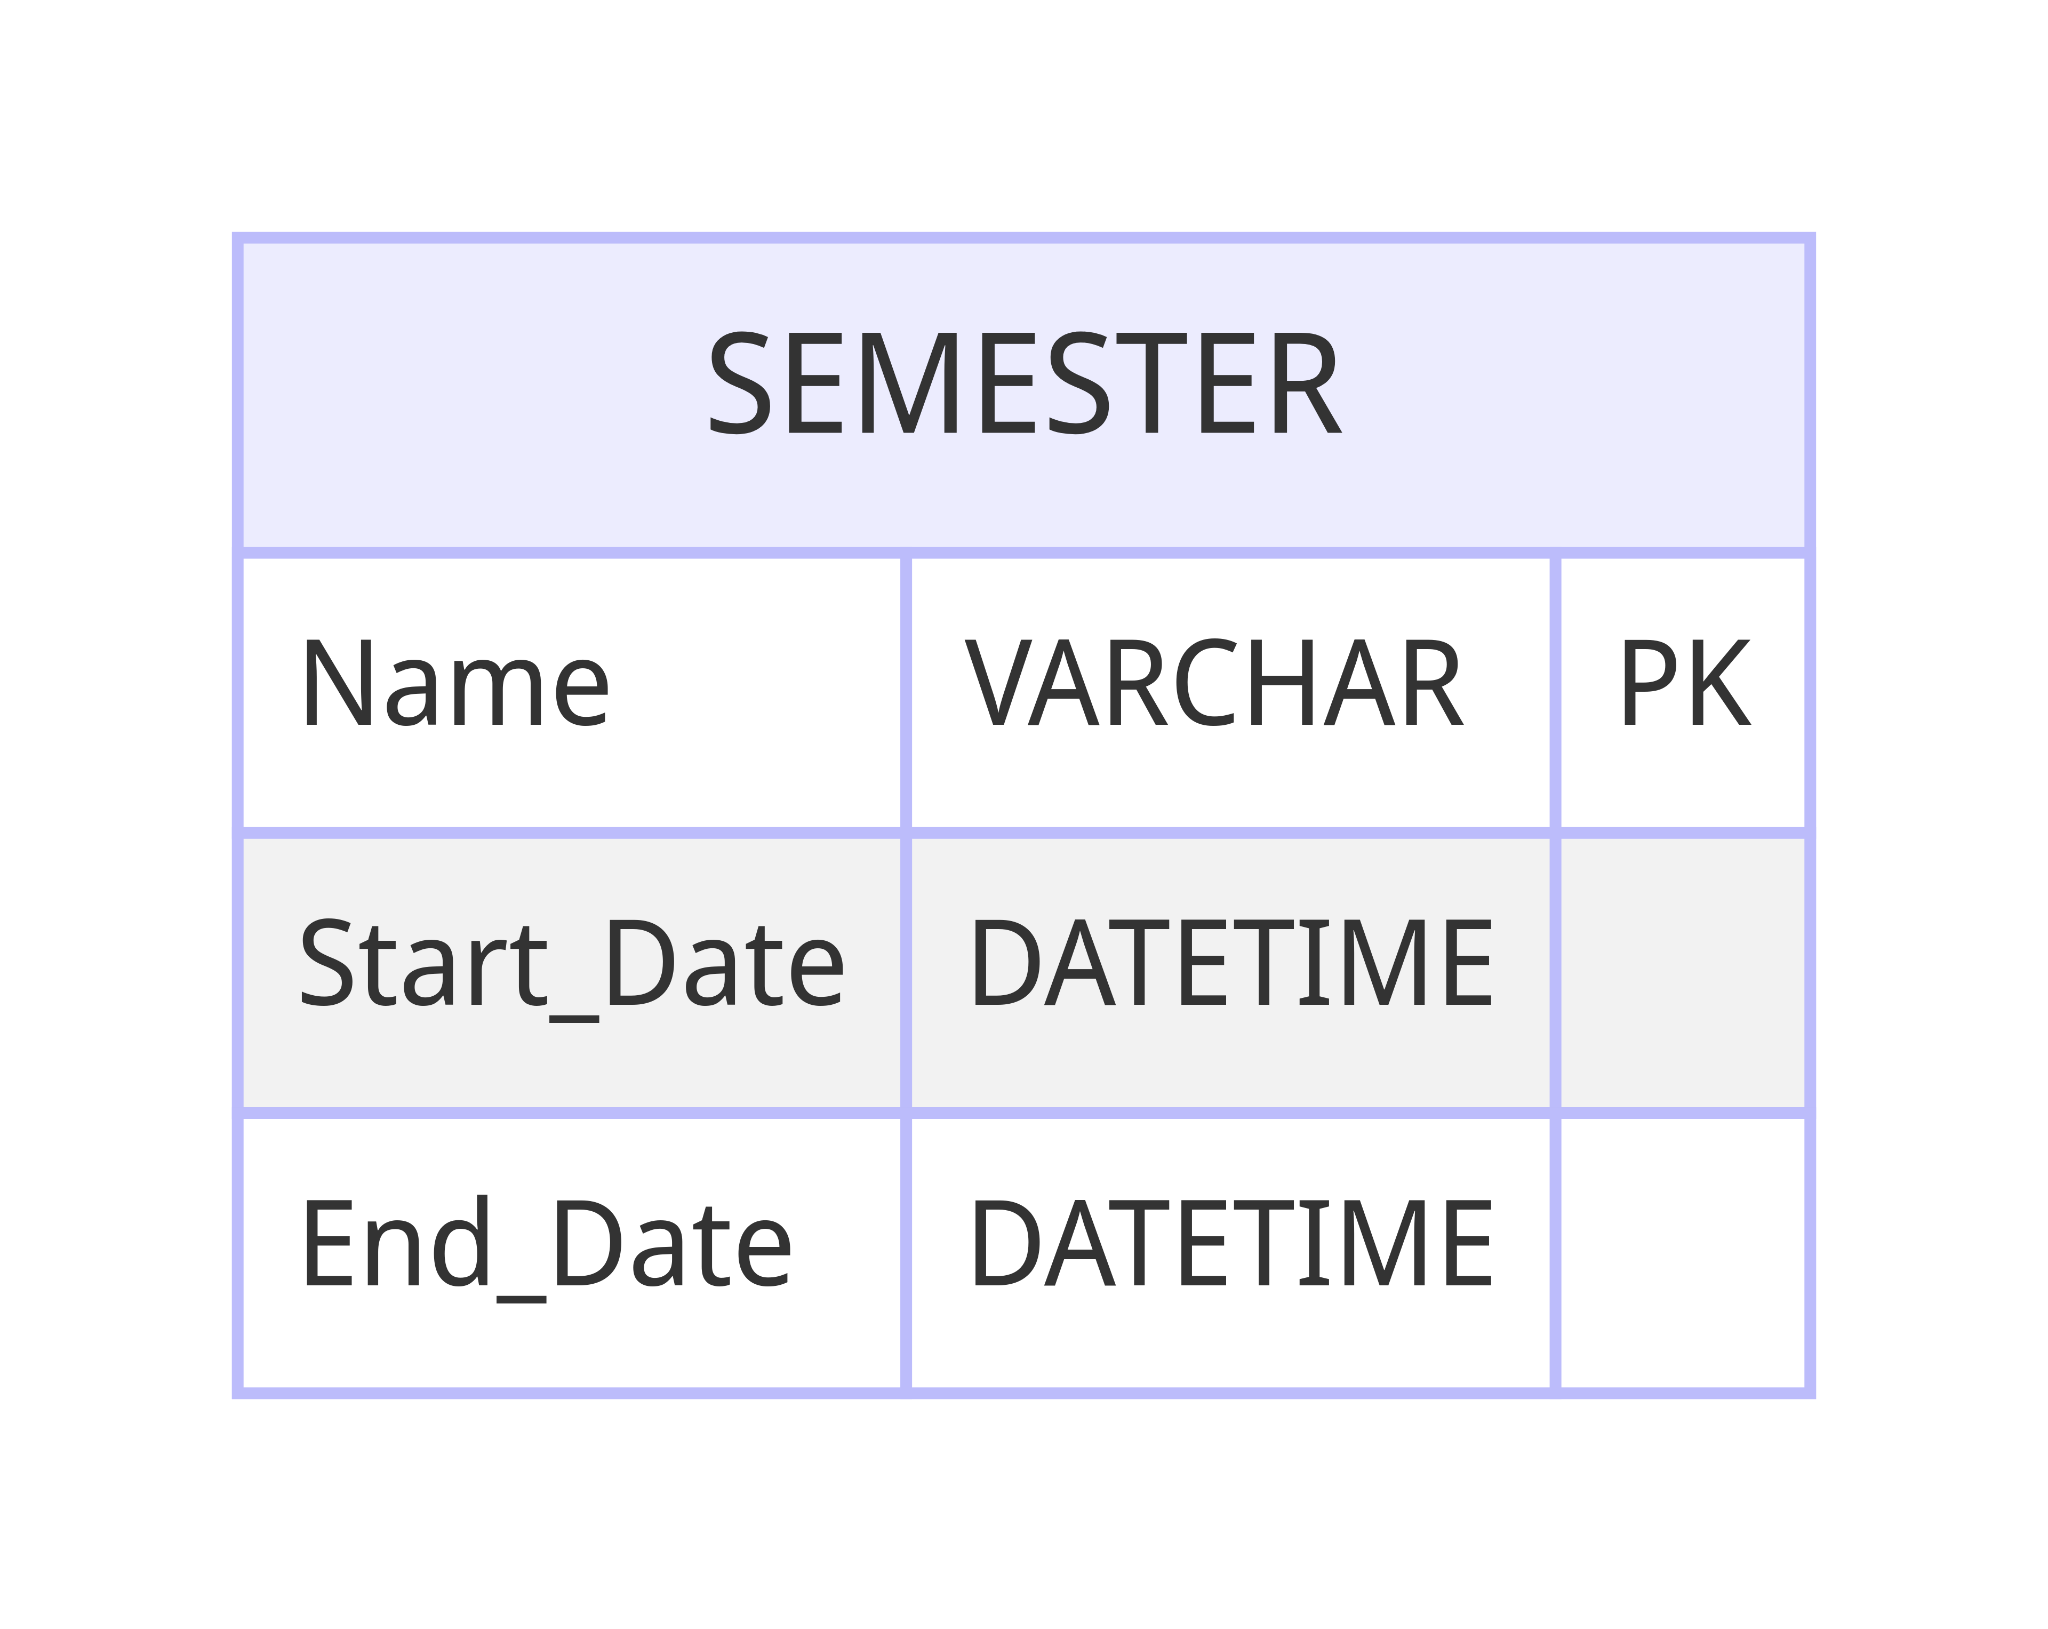 SEMESTER
Name VARCHAR PK
Start_Date DATETIME
End_Date DATETIME